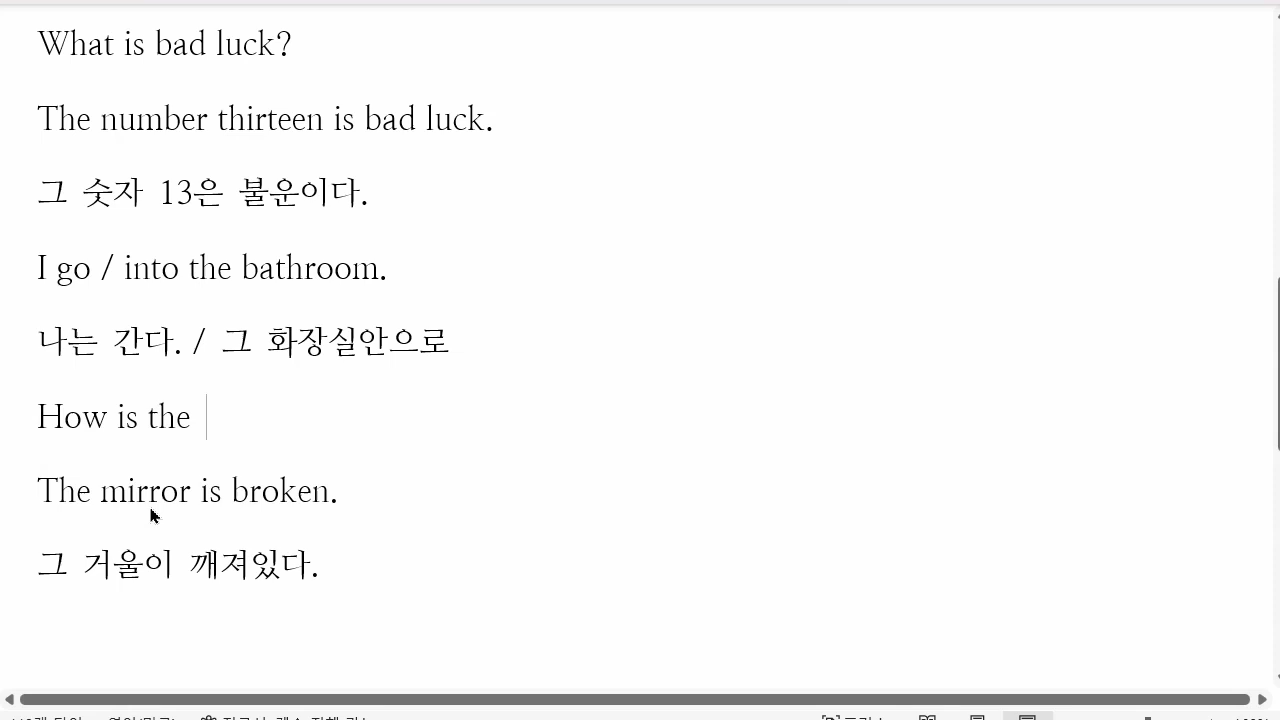 What is bad luck?
The number thirteen is bad luck.
그 숫자 13은 불운이다.
I go / into the bathroom.
나는 간다. / 그 화장실안으로
How is the
The mirror is broken.
그 거울이 깨져있다.